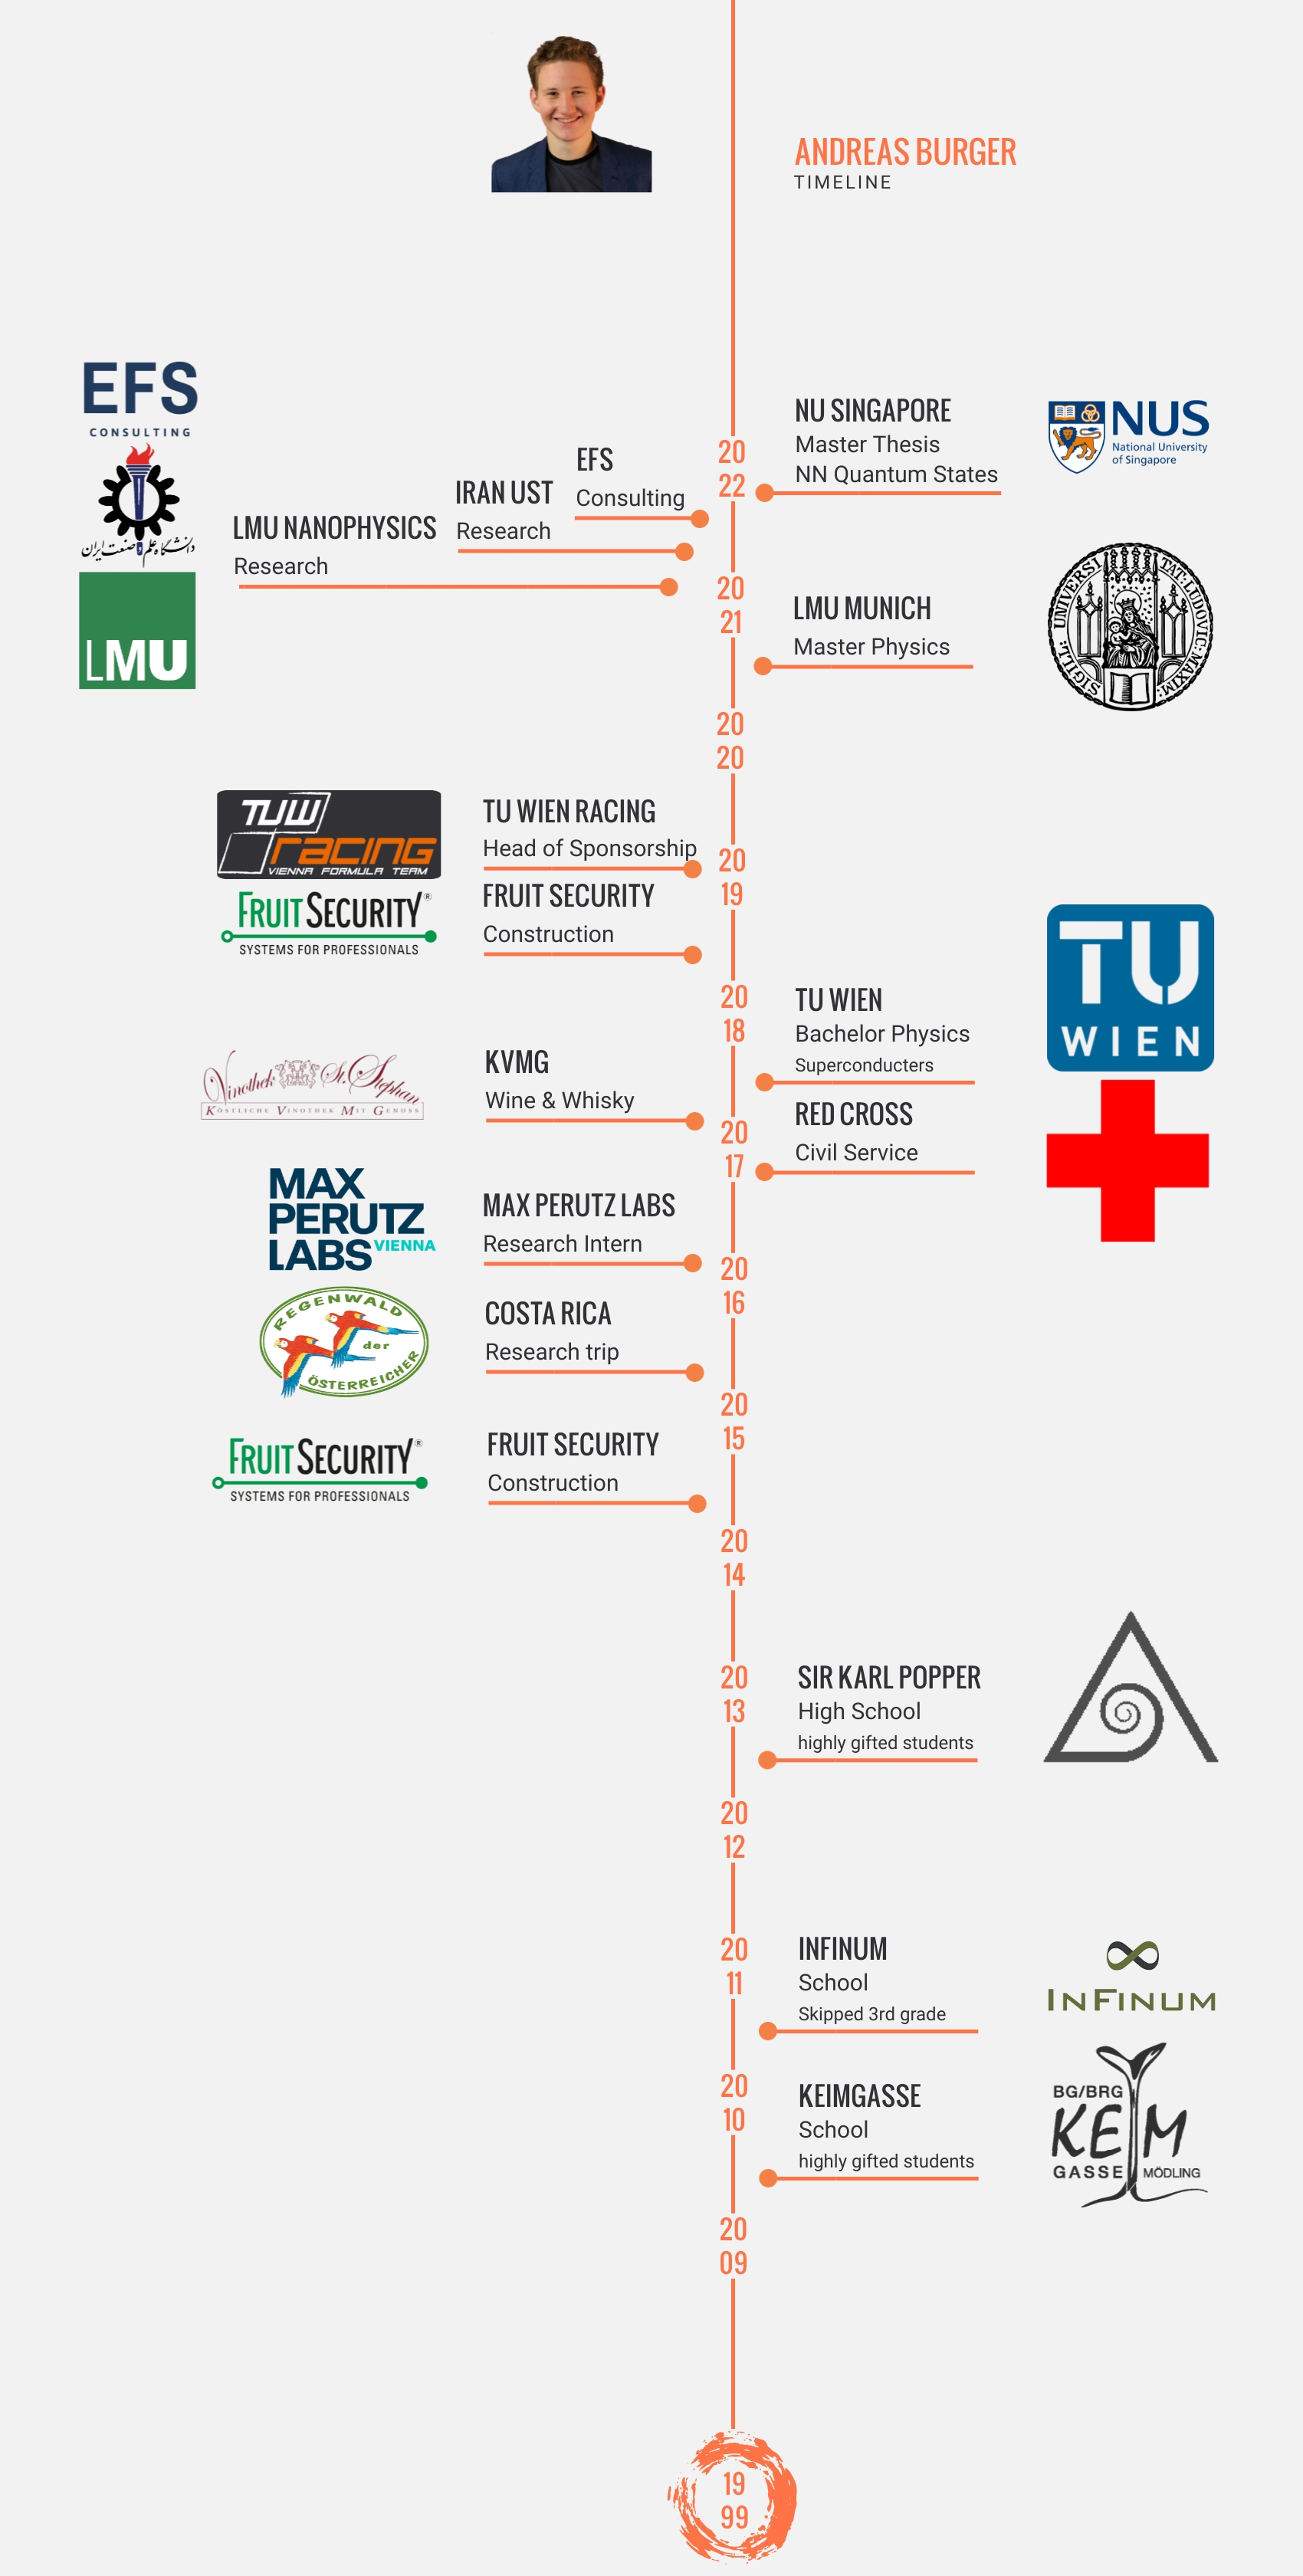 ANDREAS BURGER
TIMELINE
EFS
CONSULTING
دانشگاه علم و صنعت ایران
LMU
EFS
Consulting
IRAN UST
Research
LMU NANOPHYSICS
Research
20
22
NU SINGAPORE
Master Thesis
NN Quantum States
NUS
National University
of Singapore
20
21
LMU MUNICH
Master Physics
SIGILL: UNIVERSI TAT: LUDOVIC: MAXIM:
20
20
TUW
racing
VIENNA FORMULA TEAM
TU WIEN RACING
Head of Sponsorship
20
19
FRUITSECURITY®
SYSTEMS FOR PROFESSIONALS
FRUIT SECURITY
Construction
20
18
TU WIEN
Bachelor Physics
Superconducters
TU
WIEN
Vinothek St. Stephan
KÖSTLICHE VINOTHEK MIT GENUSS
KVMG
Wine & Whisky
20
17
RED CROSS
Civil Service
MAX
PERUTZ
LABS VIENNA
MAX PERUTZ LABS
Research Intern
20
16
REGENWALD
der
ÖSTERREICHER
COSTA RICA
Research trip
20
15
FRUITSECURITY®
SYSTEMS FOR PROFESSIONALS
FRUIT SECURITY
Construction
20
14
20
13
SIR KARL POPPER
High School
highly gifted students
20
12
20
11
INFINUM
School
Skipped 3rd grade
INFINUM
20
10
KEIMGASSE
School
highly gifted students
BG/BRG
KEIM
GASSE MÖDLING
20
09
19
99